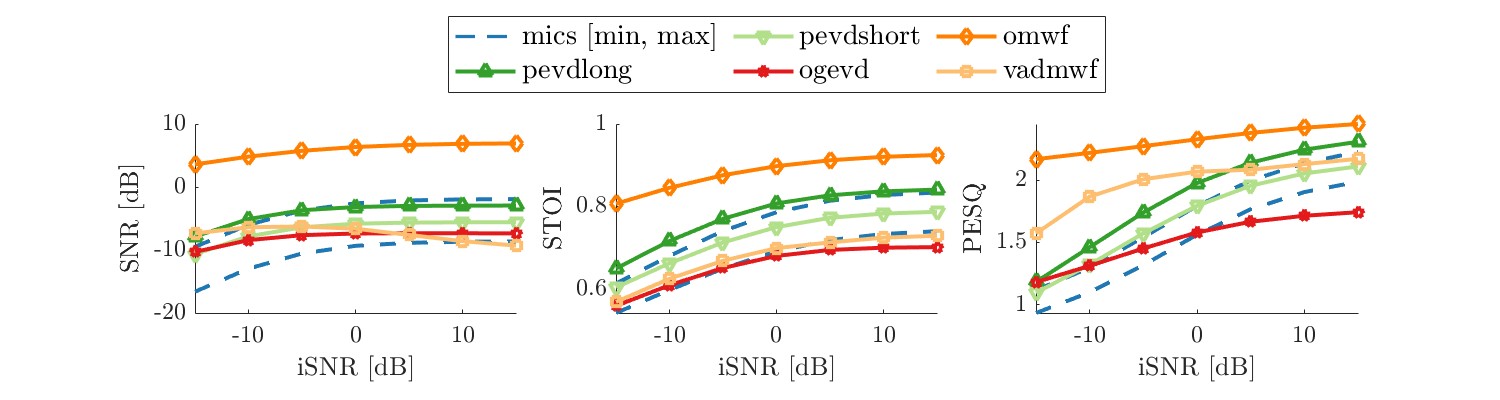 mics [min, max] pevdshort omwf
pevdlong ogevd vadmwf
SNR [dB]
10
0
-10
-20
-10 0 10
iSNR [dB]
STOI
1
0.8
0.6
-10 0 10
iSNR [dB]
PESQ
2
1.5
1
-10 0 10
iSNR [dB]